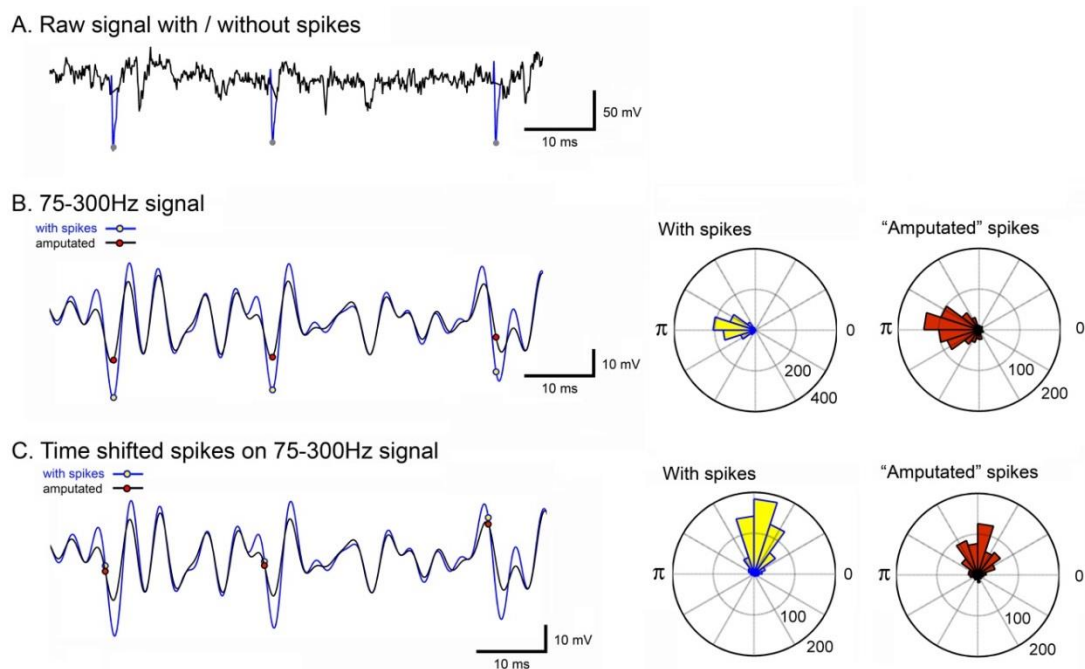 A. Raw signal with / without spikes
50 mV
10 ms
B. 75-300Hz signal
with spikes
amputated
10 mV
10 ms
With spikes
π
0
200
400
“Amputated” spikes
π
0
100
200
C. Time shifted spikes on 75-300Hz signal
with spikes
amputated
10 mV
10 ms
With spikes
π
0
100
200
“Amputated” spikes
π
0
100
200